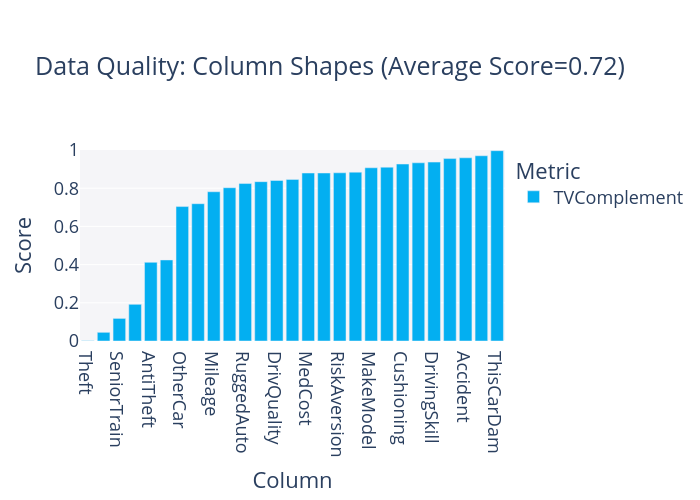 Data Quality: Column Shapes (Average Score=0.72)
Metric
TVComplement
Score
1
0.8
0.6
0.4
0.2
0
Theft
SeniorTrain
AntiTheft
OtherCar
Mileage
RuggedAuto
DrivQuality
MedCost
RiskAversion
MakeModel
Cushioning
DrivingSkill
Accident
ThisCarDam
Column